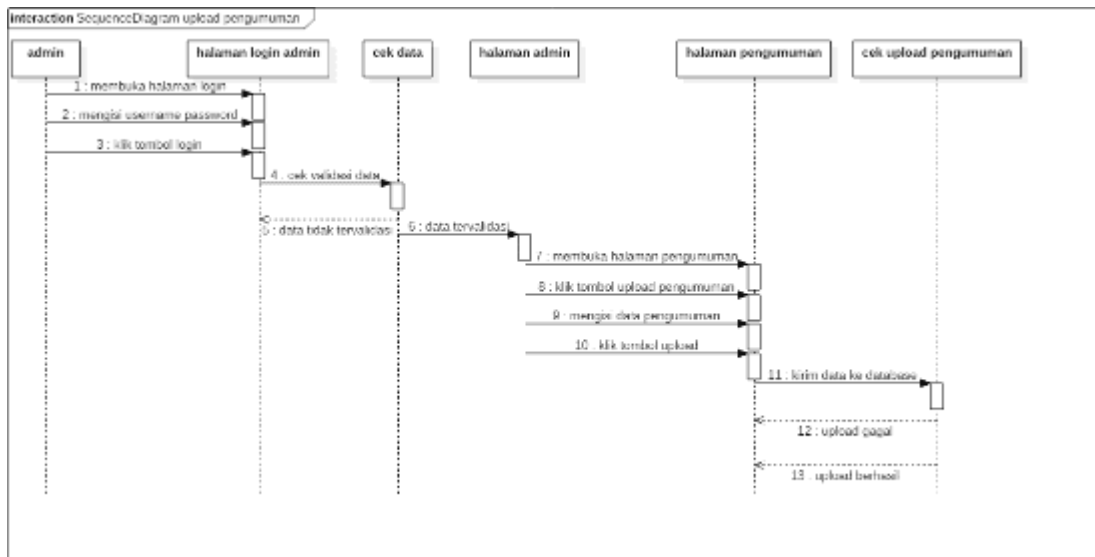 interaction SequenceDiagram upload pengumuman
admin
halaman login admin
cek data
halaman admin
halaman pengumuman
cek upload pengumuman
1 : membuka halaman login
2 : mengisi username password
3 : klik tombol login
4 : cek validasi data
5 : data tidak tervalidasi
6 : data tervalidasi
7 : membuka halaman pengumuman
8 : klik tombol upload pengumuman
9 : mengisi data pengumuman
10 : klik tombol upload
11 : kirim data ke database
12 : upload gagal
13 : upload berhasil